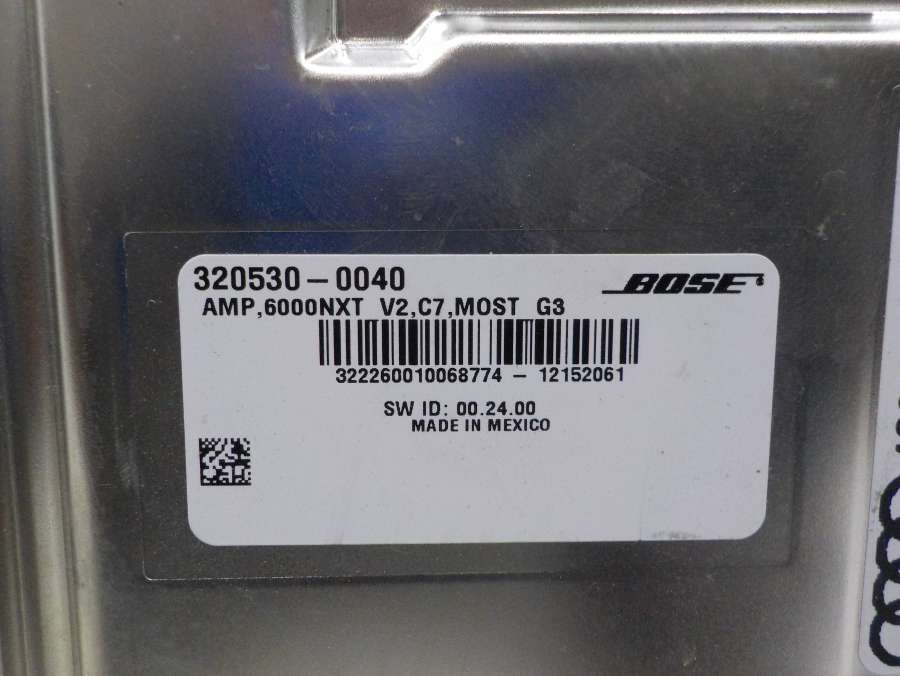 320530-0040
BOSE
AMP,6000NXT V2,C7,MOST G3
322260010068774 - 12152061
SW ID: 00.24.00
MADE IN MEXICO